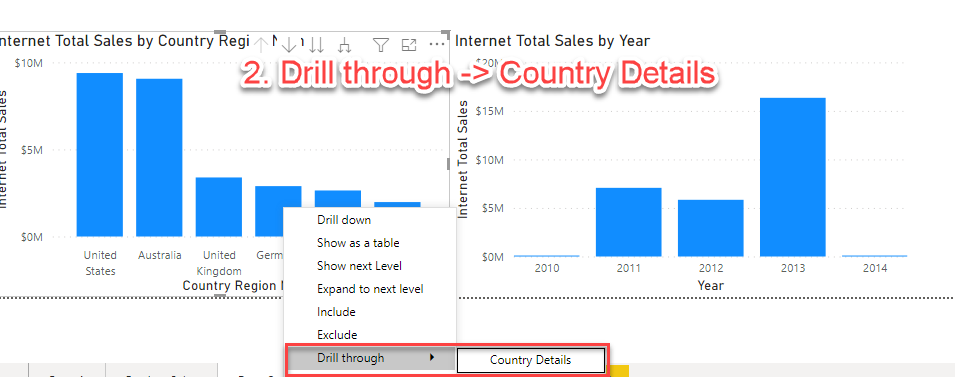 Internet Total Sales by Country Regi
Internet Total Sales by Year
2. Drill through -> Country Details
$10M
$5M
$0M
Internet Total Sales
United States
Australia
United Kingdom
Germ
Country Region N
$20M
$15M
$10M
$5M
$0M
Internet Total Sales
2010
2011
2012
2013
2014
Year
Drill down
Show as a table
Show next Level
Expand to next level
Include
Exclude
Drill through
Country Details